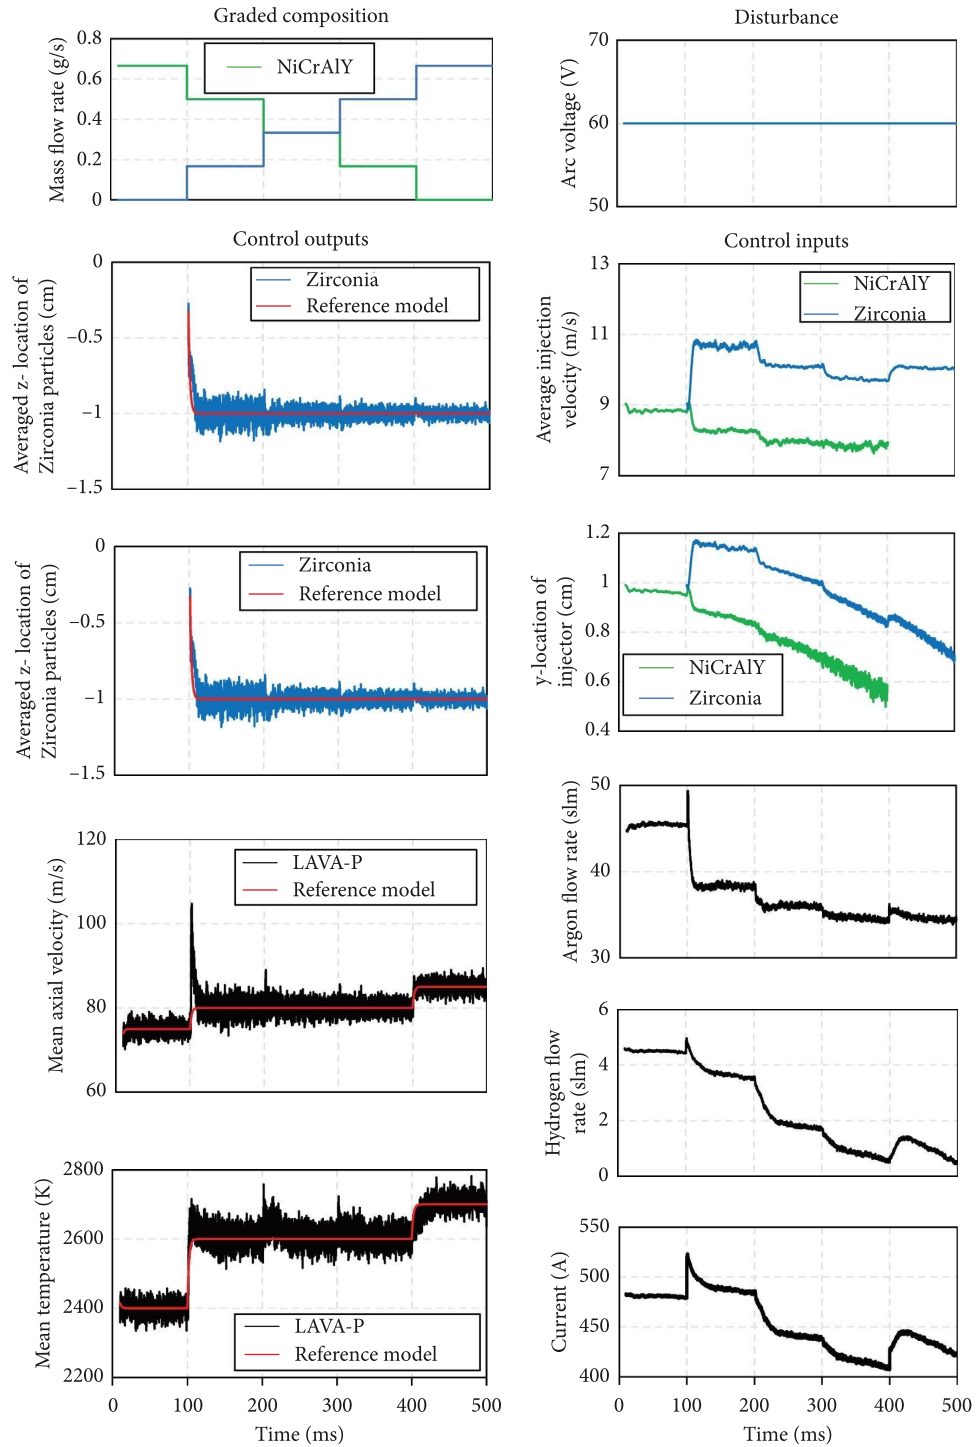 Graded composition
Mass flow rate (g/s)
0.8
0.6
0.4
0.2
0
NiCrAlY
Disturbance
Arc voltage (V)
70
60
50
Control outputs
Averaged z- location of
Zirconia particles (cm)
0
−0.5
−1
−1.5
Zirconia
Reference model
Control inputs
Average injection
velocity (m/s)
13
11
9
7
NiCrAlY
Zirconia
Averaged z- location of
Zirconia particles (cm)
0
−0.5
−1
−1.5
Zirconia
Reference model
y-location of
injector (cm)
1.2
1
0.8
0.6
0.4
NiCrAlY
Zirconia
Mean axial velocity (m/s)
120
100
80
60
LAVA-P
Reference model
Argon flow rate (slm)
50
40
30
Hydrogen flow
rate (slm)
6
4
2
0
Mean temperature (K)
2800
2600
2400
2200
LAVA-P
Reference model
0 100 200 300 400 500
Time (ms)
Current (A)
550
500
450
400
0 100 200 300 400 500
Time (ms)